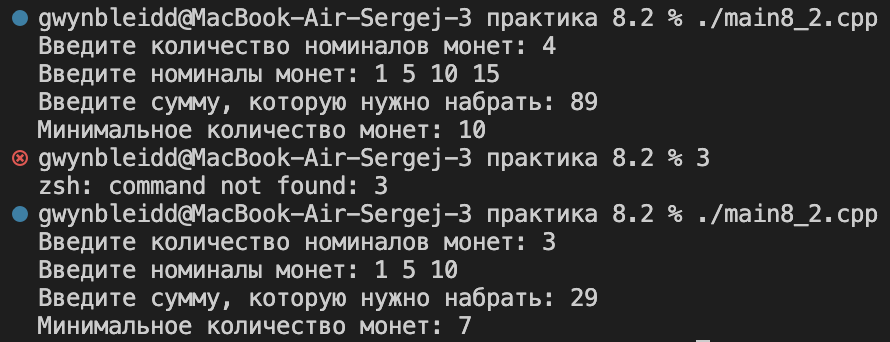 gwynbleidd@MacBook-Air-Sergej-3 практика 8.2 % ./main8_2.cpp
Введите количество номиналов монет: 4
Введите номиналы монет: 1 5 10 15
Введите сумму, которую нужно набрать: 89
Минимальное количество монет: 10
gwynbleidd@MacBook-Air-Sergej-3 практика 8.2 % 3
zsh: command not found: 3
gwynbleidd@MacBook-Air-Sergej-3 практика 8.2 % ./main8_2.cpp
Введите количество номиналов монет: 3
Введите номиналы монет: 1 5 10
Введите сумму, которую нужно набрать: 29
Минимальное количество монет: 7